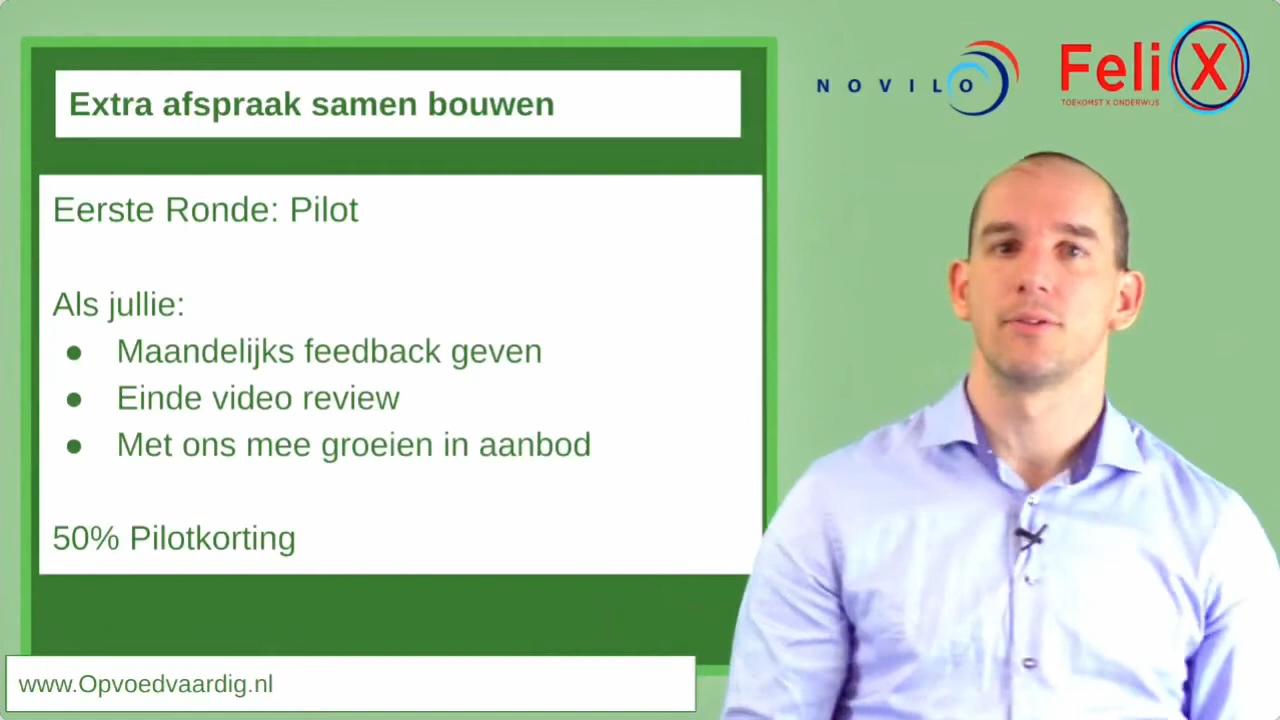 Extra afspraak samen bouwen
NOVILO
FeliX
TOEKOMST X ONDERWIJS
Eerste Ronde: Pilot
Als jullie:
● Maandelijks feedback geven
● Einde video review
● Met ons mee groeien in aanbod
50% Pilotkorting
www.Opvoedvaardig.nl